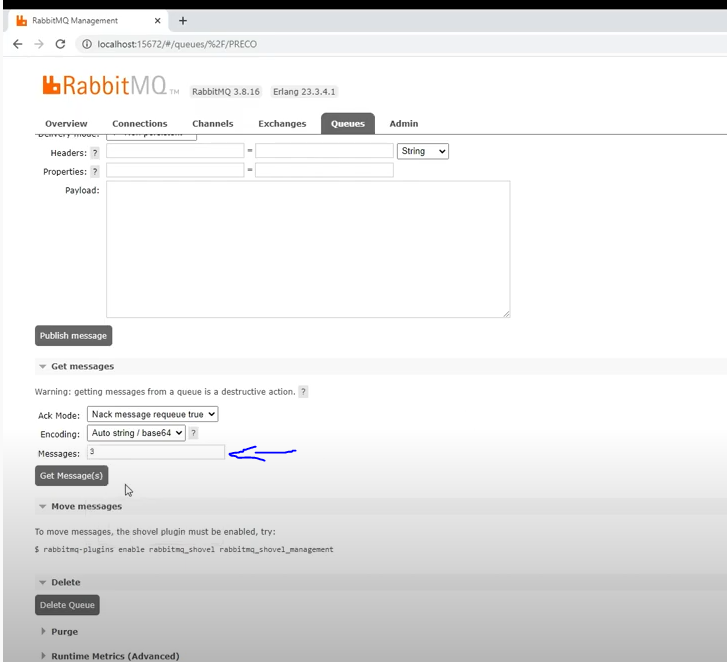 RabbitMQ Management
localhost:15672/#/queues/%2F/PRECO
RabbitMQ TM RabbitMQ 3.8.16 Erlang 23.3.4.1
Overview Connections Channels Exchanges Queues Admin
Headers: ? = String
Properties: ? =
Payload:
Publish message
Get messages
Warning: getting messages from a queue is a destructive action. ?
Ack Mode: Nack message requeue true
Encoding: Auto string / base64 ?
Messages: 3
Get Message(s)
Move messages
To move messages, the shovel plugin must be enabled, try:
$ rabbitmq-plugins enable rabbitmq_shovel rabbitmq_shovel_management
Delete
Delete Queue
Purge
Runtime Metrics (Advanced)